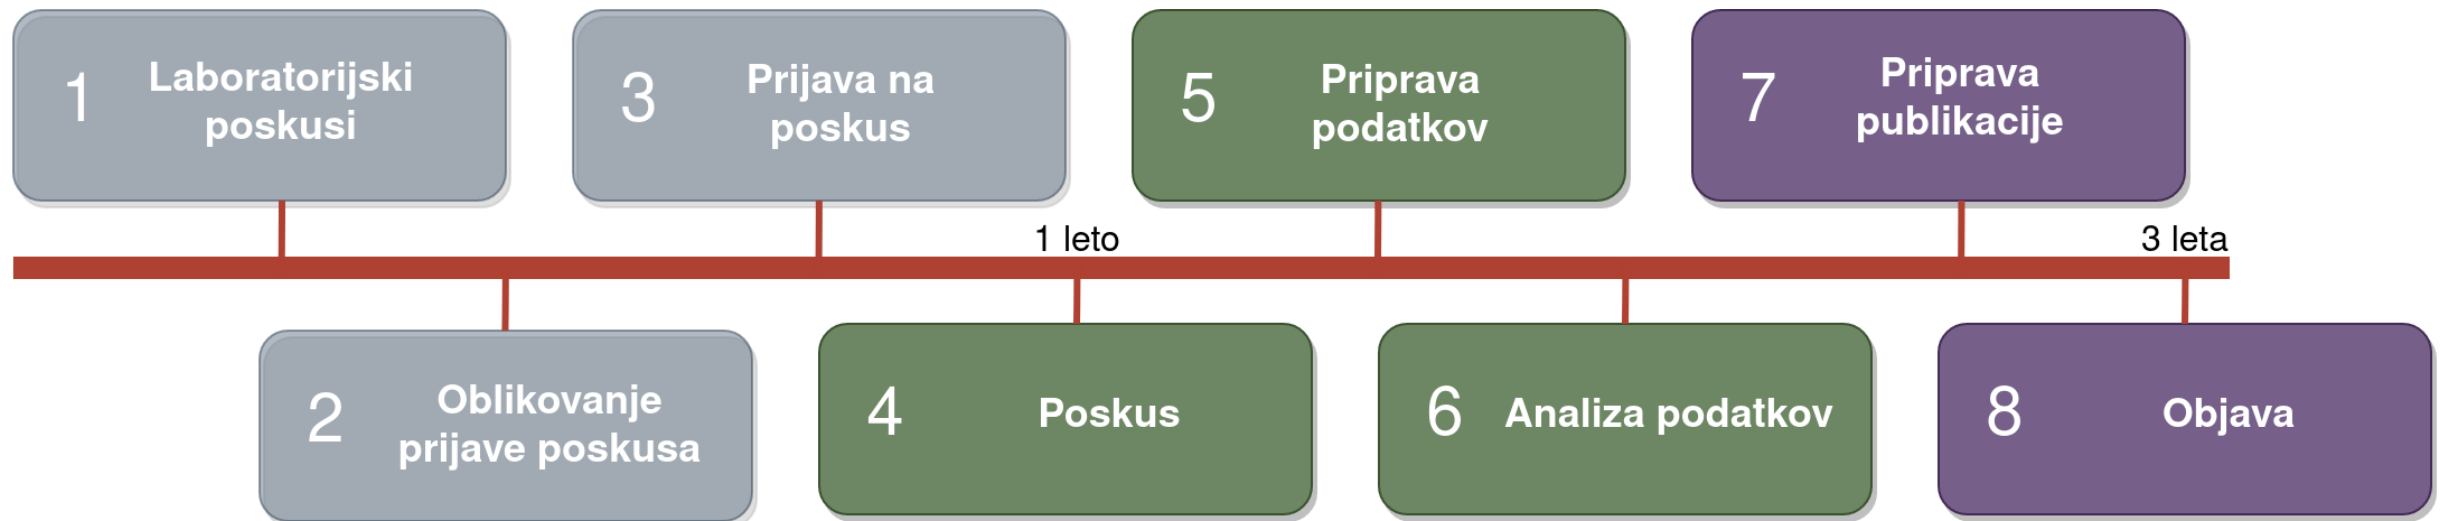 1
Laboratorijski
poskusi
3
Prijava na
poskus
5
Priprava
podatkov
7
Priprava
publikacije
1 leto
3 leta
2
Oblikovanje
prijave poskusa
4
Poskus
6
Analiza podatkov
8
Objava